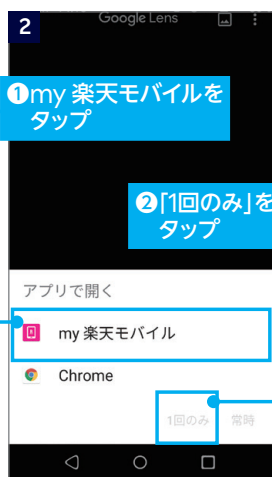 2
Google Lens
❶my 楽天モバイルを
タップ
❷「1回のみ」を
タップ
アプリで開く
my 楽天モバイル
Chrome
1回のみ 常時